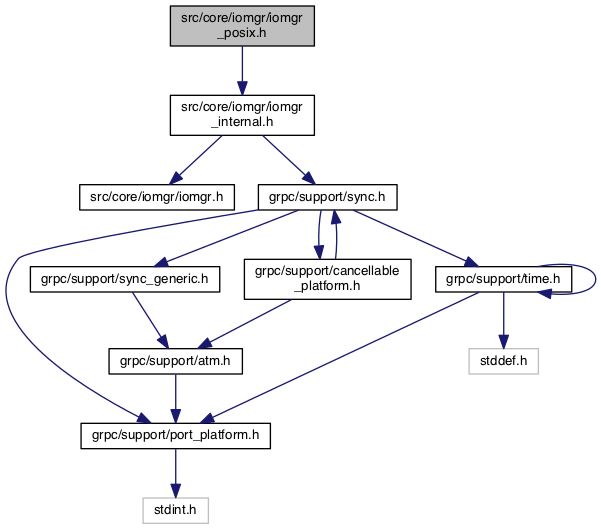 src/core/iomgr/iomgr
_posix.h
src/core/iomgr/iomgr
_internal.h
src/core/iomgr/iomgr.h
grpc/support/sync.h
grpc/support/sync_generic.h
grpc/support/cancellable
_platform.h
grpc/support/time.h
grpc/support/atm.h
stddef.h
grpc/support/port_platform.h
stdint.h